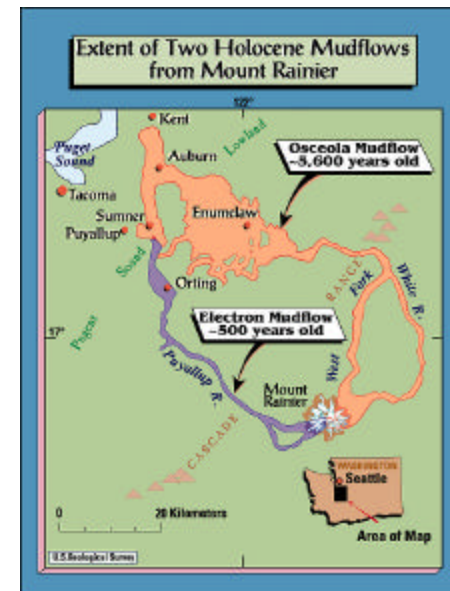 Extent of Two Holocene Mudflows
from Mount Rainier
122°
Kent
Lowland
Puget
Sound
Auburn
Osceola Mudflow
~5,600 years old
Tacoma
Enumclaw
Sumner
Puyallup
Sound
RANGE
Fork
White R.
Orting
Electron Mudflow
~500 years old
47°
Puget
West
Puyallup R.
Mount
Rainier
CASCADE
WASHINGTON
Seattle
0
20 Kilometers
Area of Map
U.S. Geological Survey